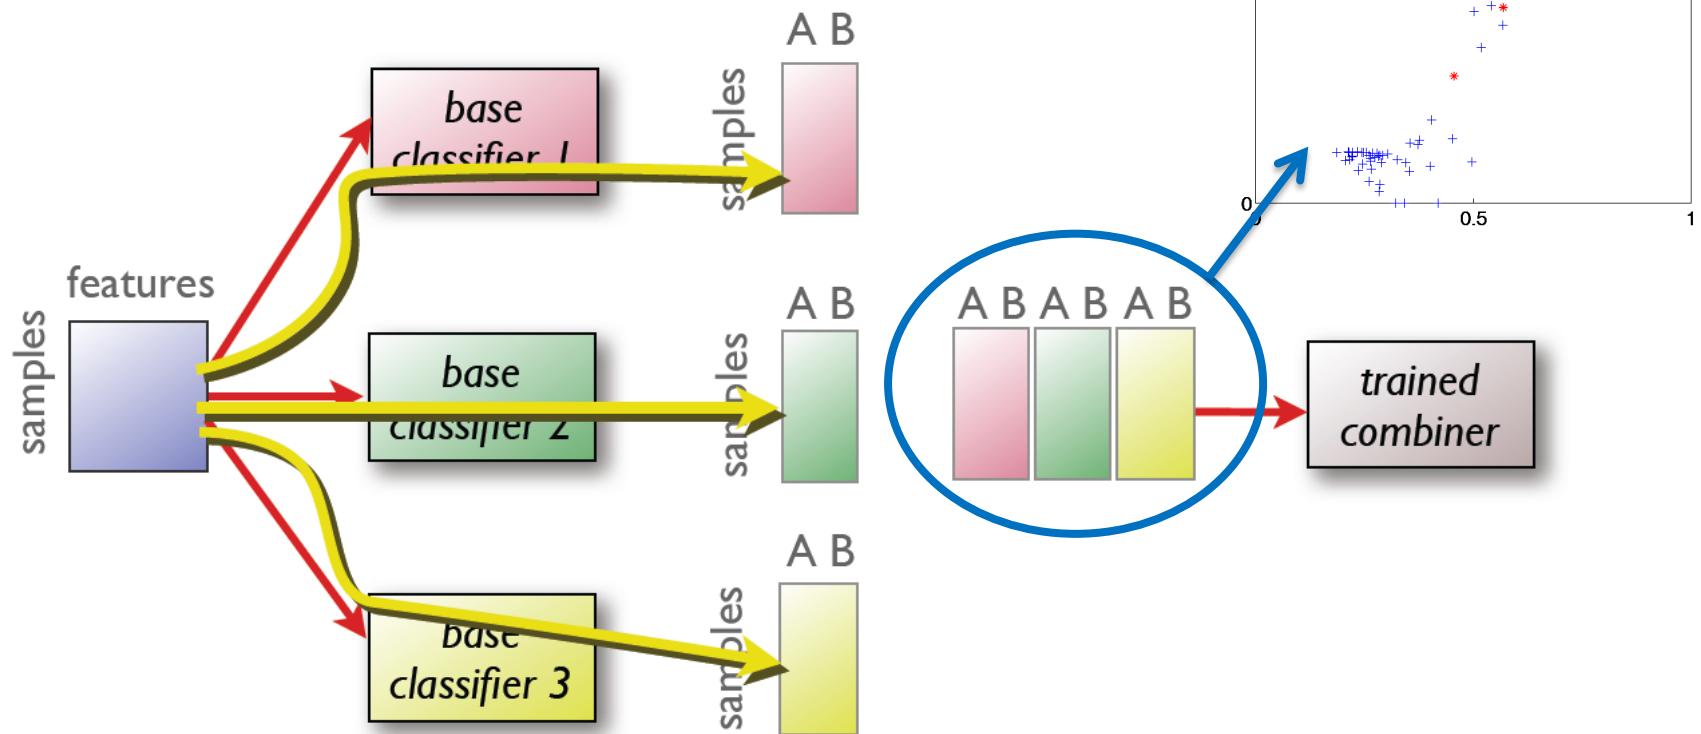 A B
samples
base
classifier 1
0
0
0.5
1
features
samples
A B
samples
base
classifier 2
A B A B A B
trained
combiner
A B
samples
base
classifier 3